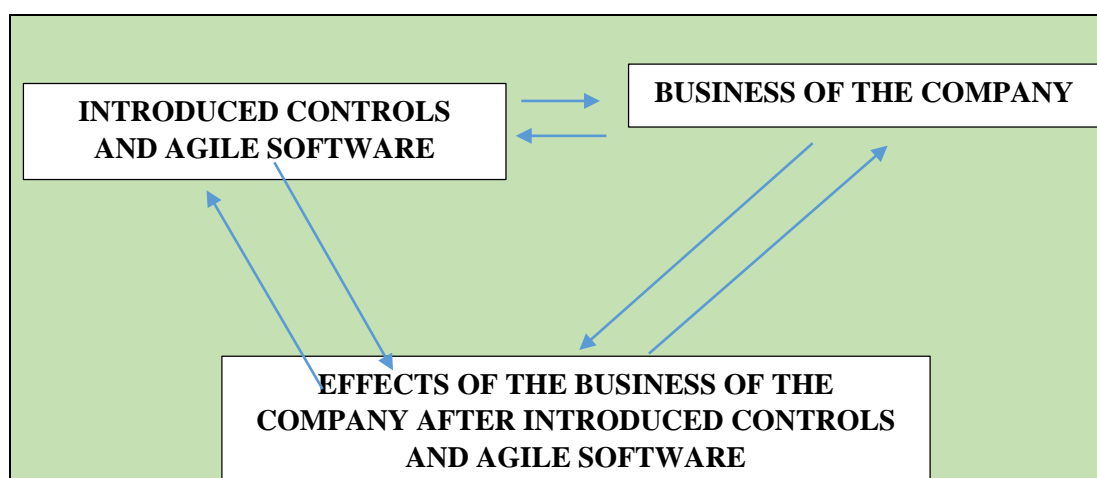 INTRODUCED CONTROLS
AND AGILE SOFTWARE
BUSINESS OF THE COMPANY
EFFECTS OF THE BUSINESS OF THE
COMPANY AFTER INTRODUCED CONTROLS
AND AGILE SOFTWARE